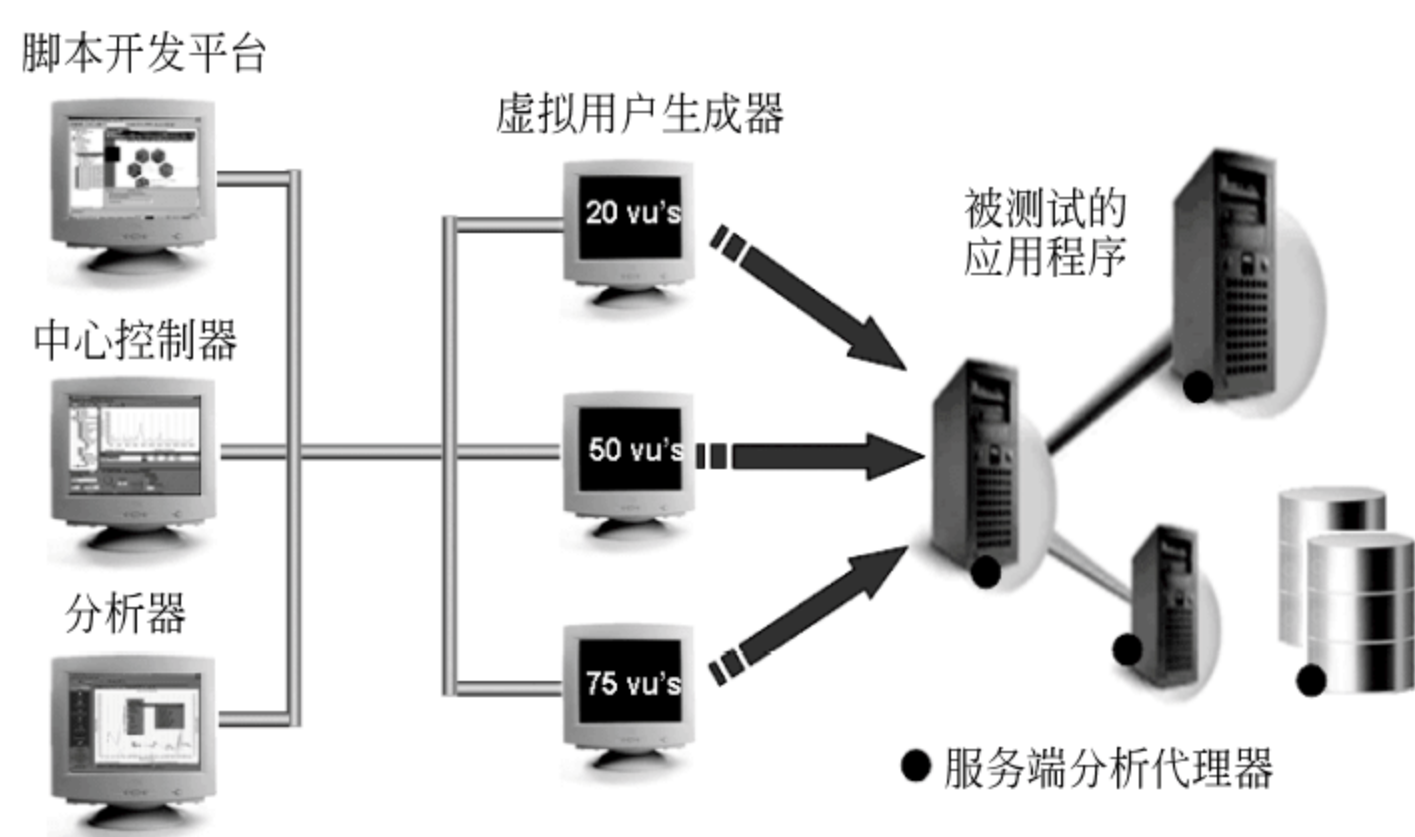 脚本开发平台
虚拟用户生成器
20 vu's
被测试的
应用程序
中心控制器
50 vu's
分析器
75 vu's
服务端分析代理器